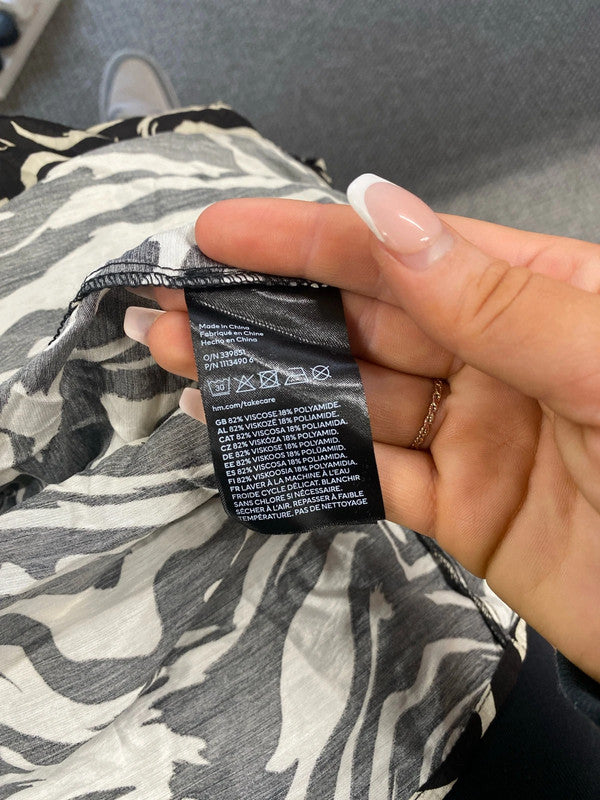 Made in China
Fabriqué en Chine
Hecho en China
O/N 339851
P/N 1113490 6
30
hm.com/takecare
GB 82% VISCOSE 18% POLYAMIDE.
AL 82% VISKOZË 18% POLIAMIDE.
CAT 82% VISCOSA 18% POLIAMIDA.
CZ 82% VISKÓZA 18% POLYAMID.
DE 82% VISKOSE 18% POLYAMID.
EE 82% VISKOOS 18% POLÜAMIID.
ES 82% VISCOSA 18% POLIAMIDA.
FI 82% VISKOOSIA 18% POLYAMIDIA.
FR LAVER À LA MACHINE À L'EAU
FROIDE CYCLE DÉLICAT. BLANCHIR
SANS CHLORE SI NÉCESSAIRE.
SÉCHER À L'AIR. REPASSER À FAIBLE
TEMPÉRATURE. PAS DE NETTOYAGE